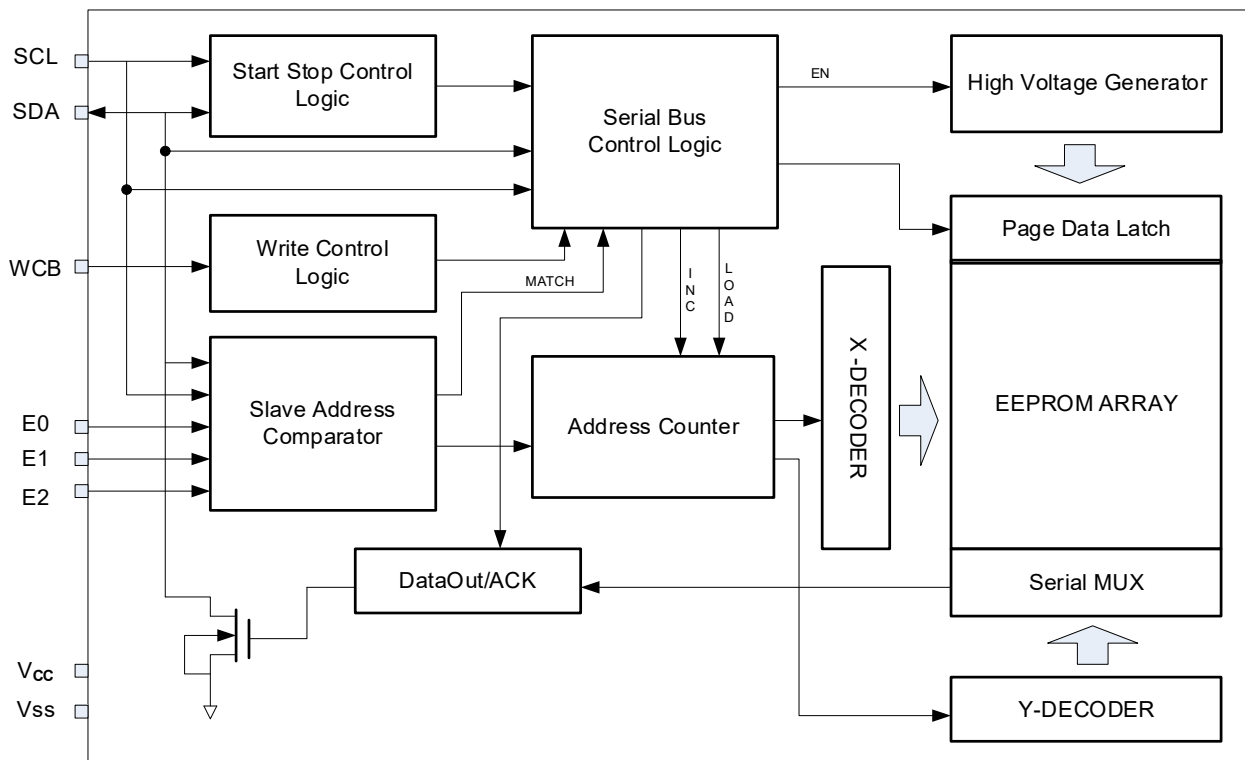 SCL
Start Stop Control
Logic
SDA
Serial Bus
Control Logic
EN
High Voltage Generator
Page Data Latch
WCB
Write Control
Logic
MATCH
INC
LOAD
X -DECODER
EEPROM ARRAY
E0
E1
E2
Slave Address
Comparator
Address Counter
DataOut/ACK
Serial MUX
Vcc
Vss
Y-DECODER